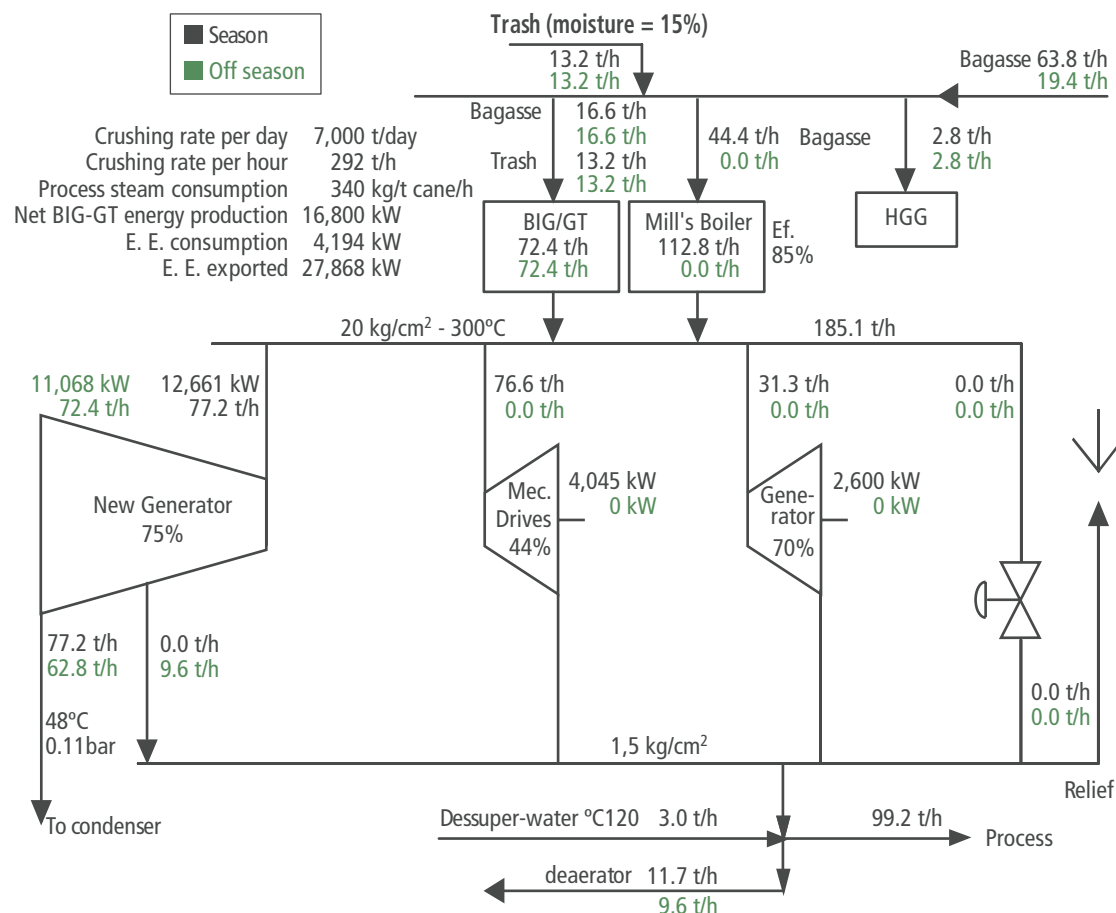 Trash (moisture = 15%)
Season
Off season
13.2 t/h
13.2 t/h
Bagasse 63.8 t/h
19.4 t/h
Crushing rate per day 7,000 t/day
Crushing rate per hour 292 t/h
Process steam consumption 340 kg/t cane/h
Net BIG-GT energy production 16,800 kW
E. E. consumption 4,194 kW
E. E. exported 27,868 kW
Bagasse 16.6 t/h
16.6 t/h
Trash 13.2 t/h
13.2 t/h
44.4 t/h
0.0 t/h
Bagasse 2.8 t/h
2.8 t/h
BIG/GT
72.4 t/h
72.4 t/h
Mill's Boiler
112.8 t/h
0.0 t/h
Ef.
85%
HGG
20 kg/cm² - 300ºC
185.1 t/h
11,068 kW
72.4 t/h
12,661 kW
77.2 t/h
76.6 t/h
0.0 t/h
31.3 t/h
0.0 t/h
0.0 t/h
0.0 t/h
New Generator
75%
Mec.
Drives
44%
4,045 kW
0 kW
Gene-
rator
70%
2,600 kW
0 kW
77.2 t/h
62.8 t/h
0.0 t/h
9.6 t/h
48ºC
0.11bar
0.0 t/h
0.0 t/h
1,5 kg/cm²
Relief
To condenser
Dessuper-water ºC120 3.0 t/h
99.2 t/h
Process
deaerator 11.7 t/h
9.6 t/h